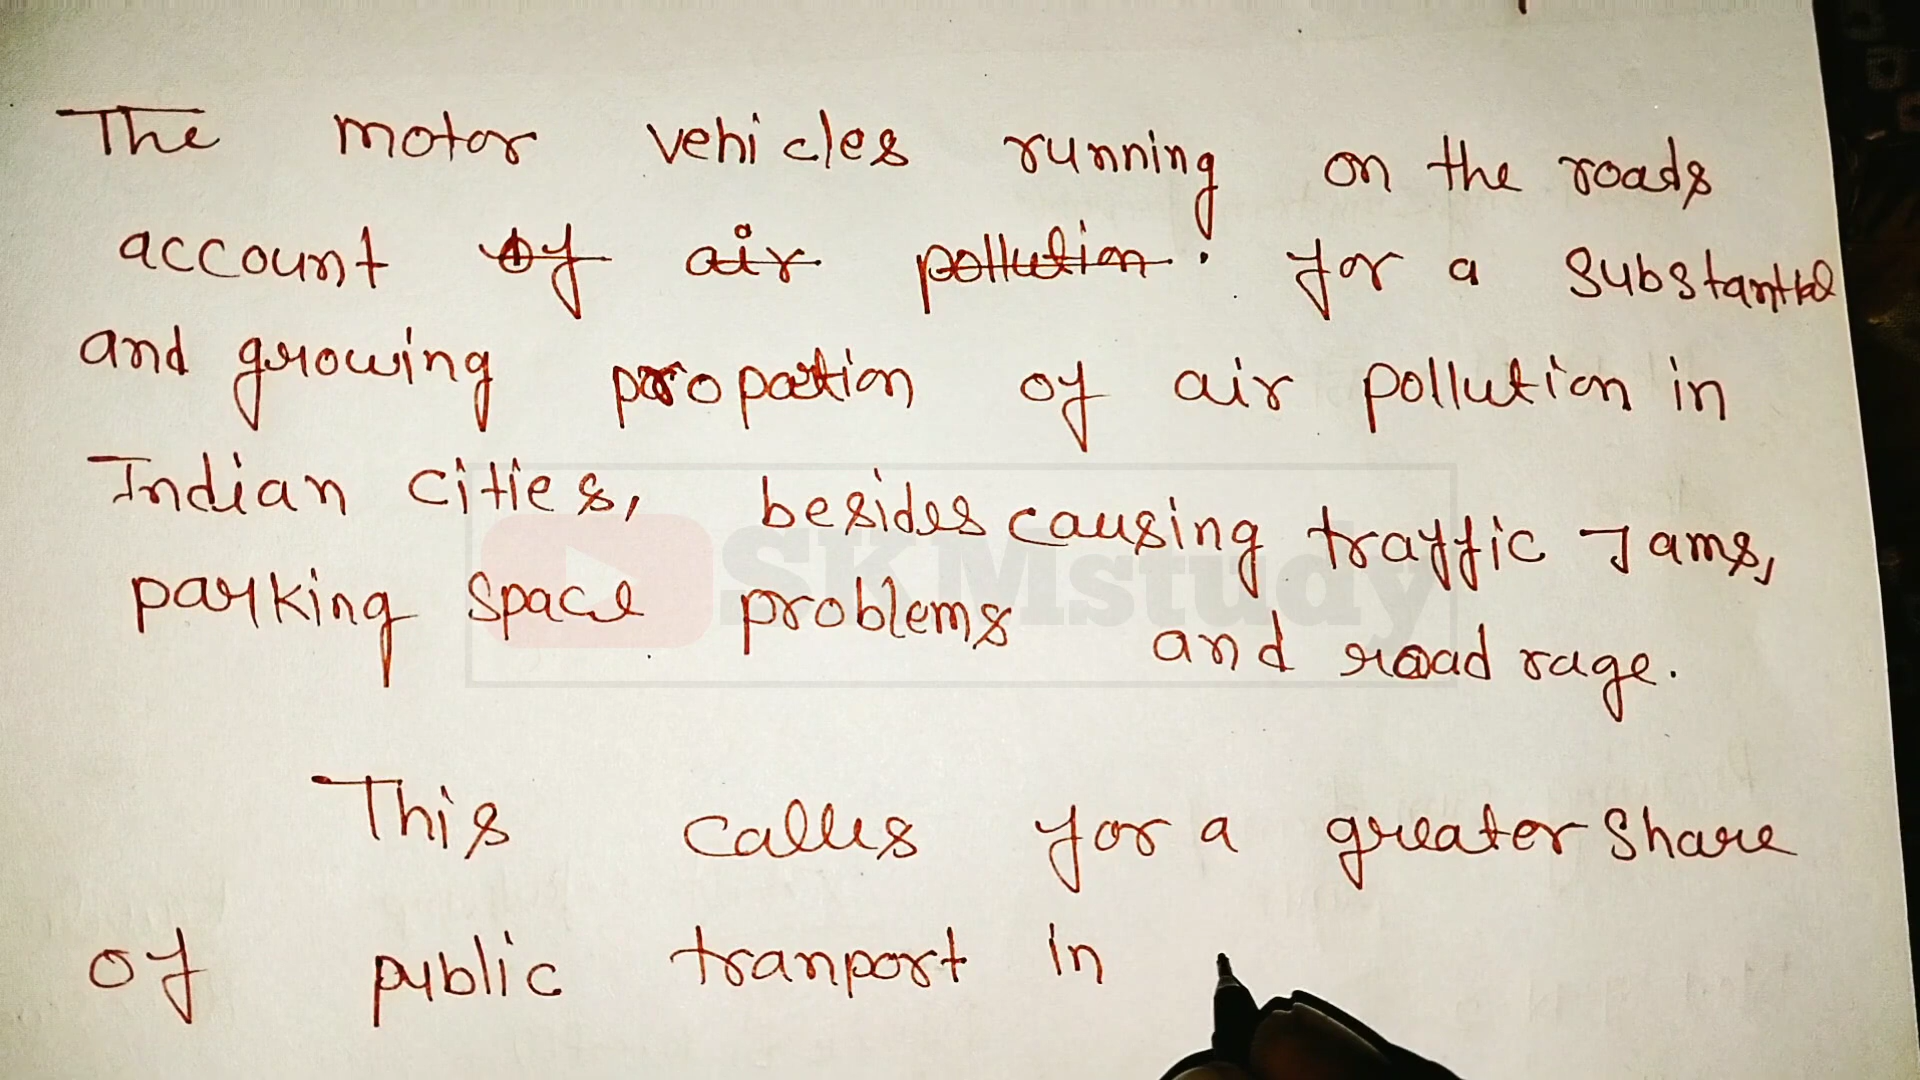 The motor vehicles running on the roads
account of air pollution. for a substantial
and growing propotion of air pollution in
Indian cities, besides causing traffic Jams,
parking space problems and road rage.
SKMstudy
This calls for a greater share
of public tranport in